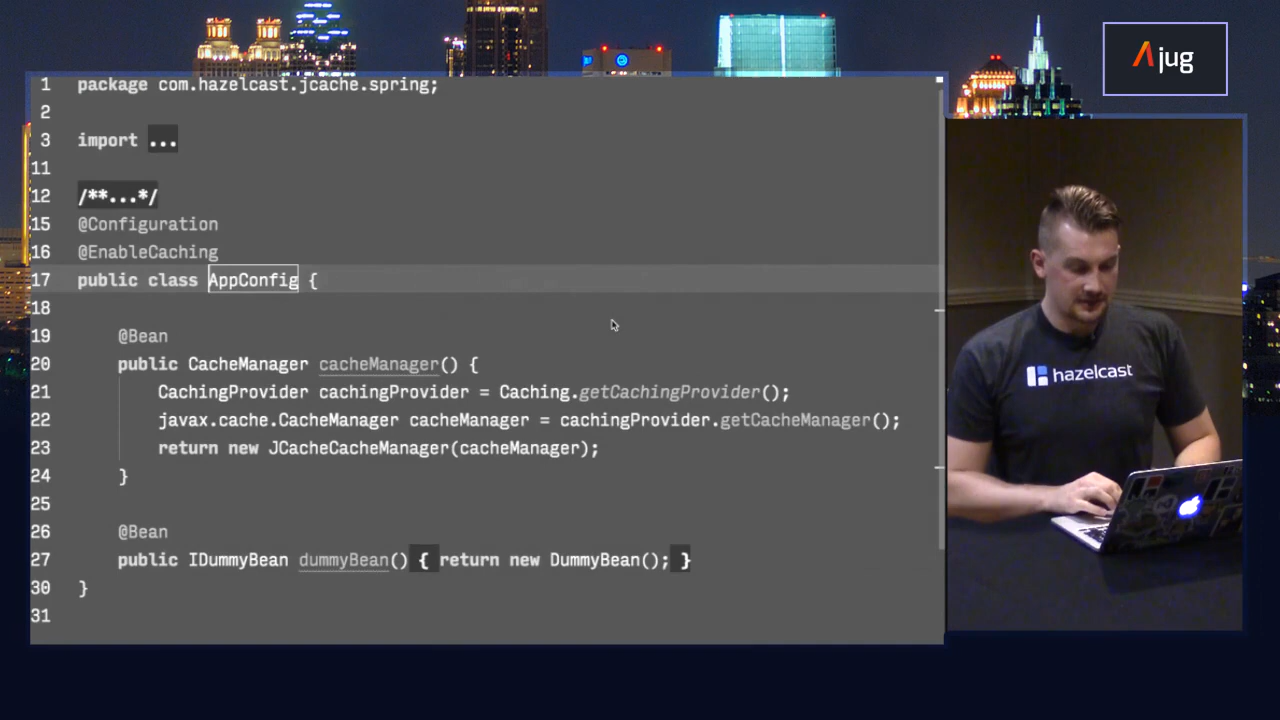 Ajug
1 package com.hazelcast.jcache.spring;
2
3 import ...
11
12 /**...*/
15 @Configuration
16 @EnableCaching
17 public class AppConfig {
18
19 @Bean
20 public CacheManager cacheManager() {
21 CachingProvider cachingProvider = Caching.getCachingProvider();
22 javax.cache.CacheManager cacheManager = cachingProvider.getCacheManager();
23 return new JCacheCacheManager(cacheManager);
24 }
25
26 @Bean
27 public IDummyBean dummyBean() { return new DummyBean(); }
30 }
31
hazelcast